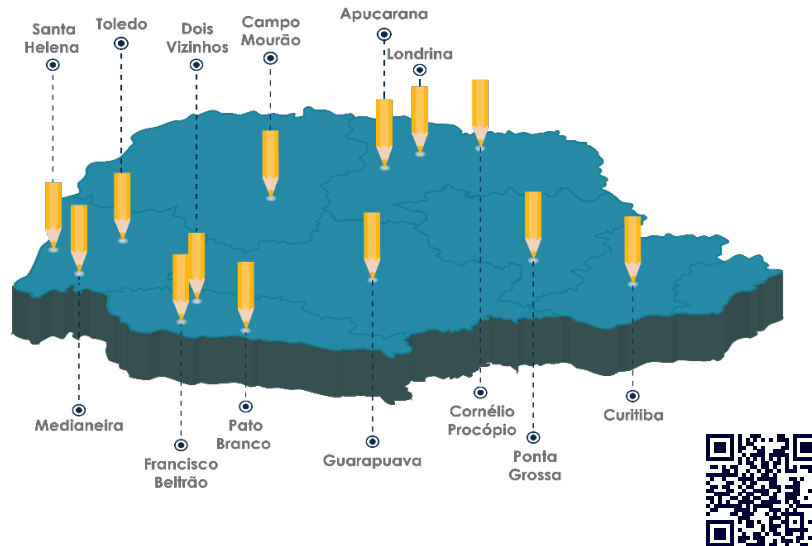 Santa
Helena
Toledo
Dois
Vizinhos
Campo
Mourão
Apucarana
Londrina
Medianeira
Francisco
Beltrão
Pato
Branco
Guarapuava
Cornélio
Procópio
Ponta
Grossa
Curitiba